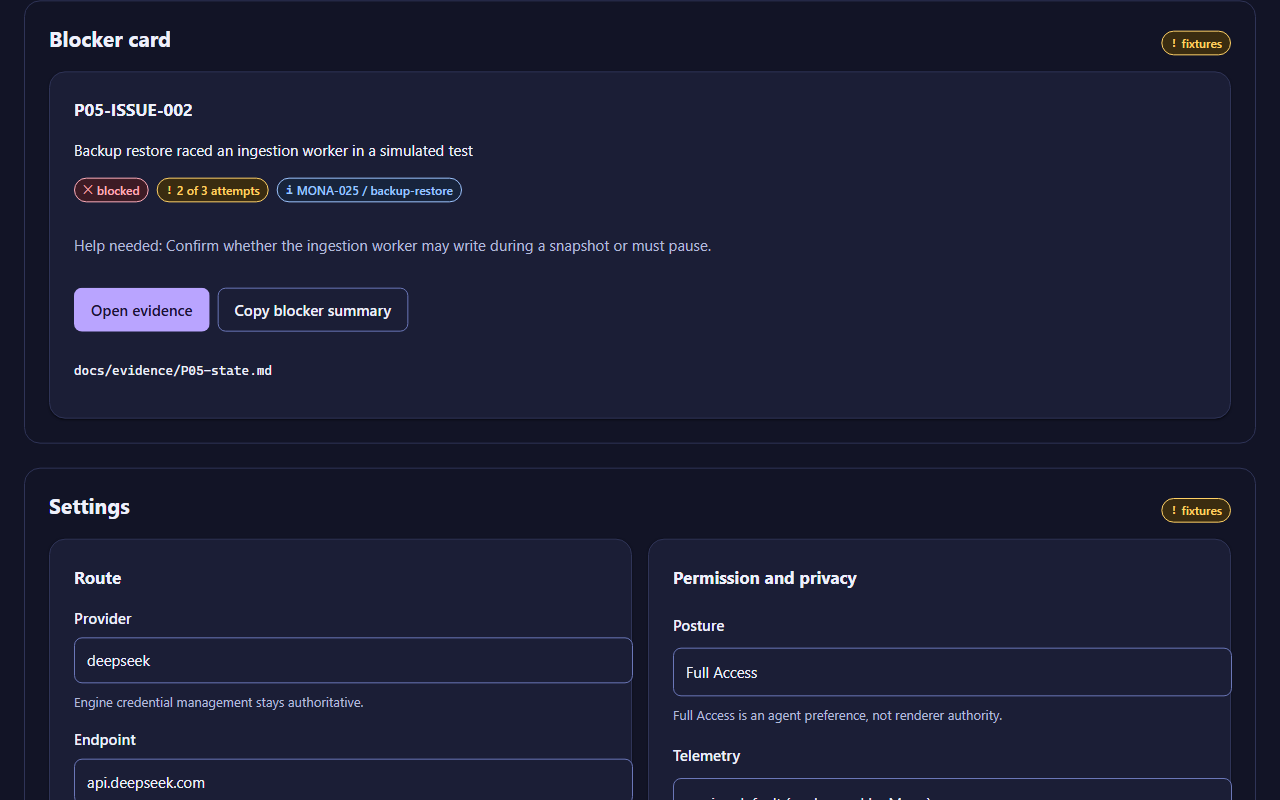 Blocker card
! fixtures
P05-ISSUE-002
Backup restore raced an ingestion worker in a simulated test
✕ blocked
! 2 of 3 attempts
i MONA-025 / backup-restore
Help needed: Confirm whether the ingestion worker may write during a snapshot or must pause.
Open evidence
Copy blocker summary
docs/evidence/P05-state.md
Settings
! fixtures
Route
Provider
deepseek
Engine credential management stays authoritative.
Endpoint
api.deepseek.com
Permission and privacy
Posture
Full Access
Full Access is an agent preference, not renderer authority.
Telemetry